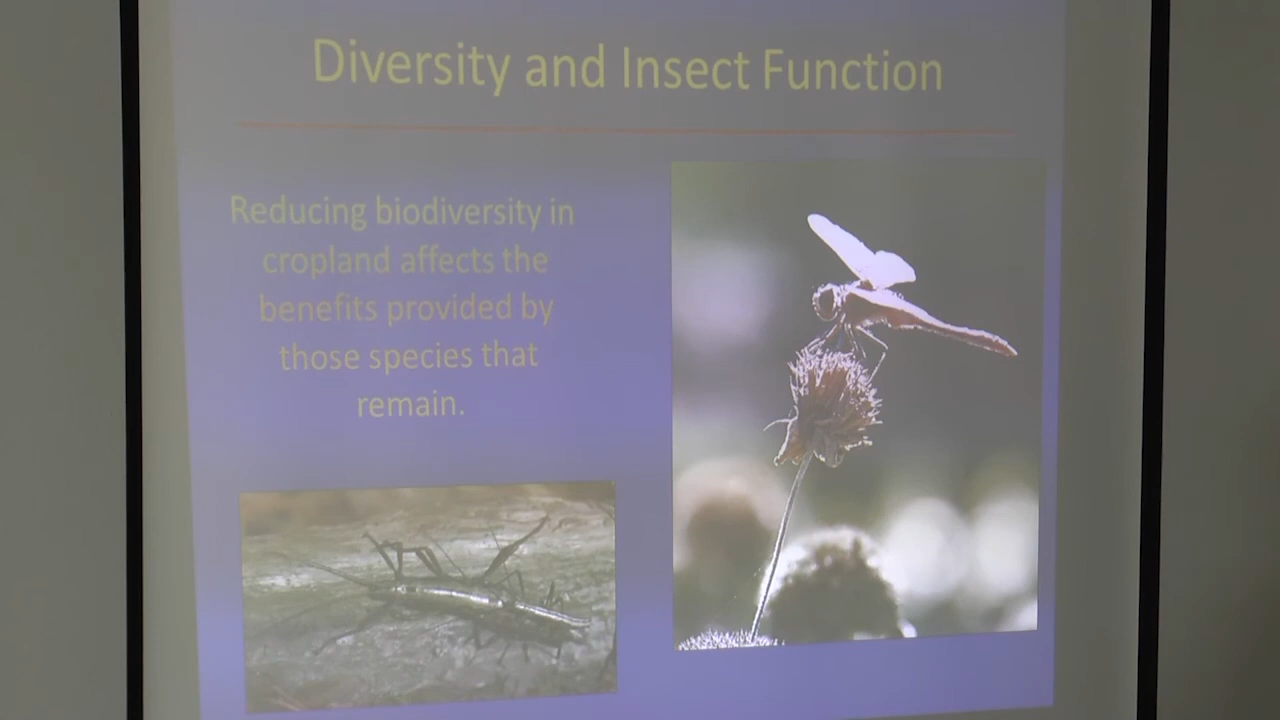 Diversity and Insect Function
Reducing biodiversity in
cropland affects the
benefits provided by
those species that
remain.